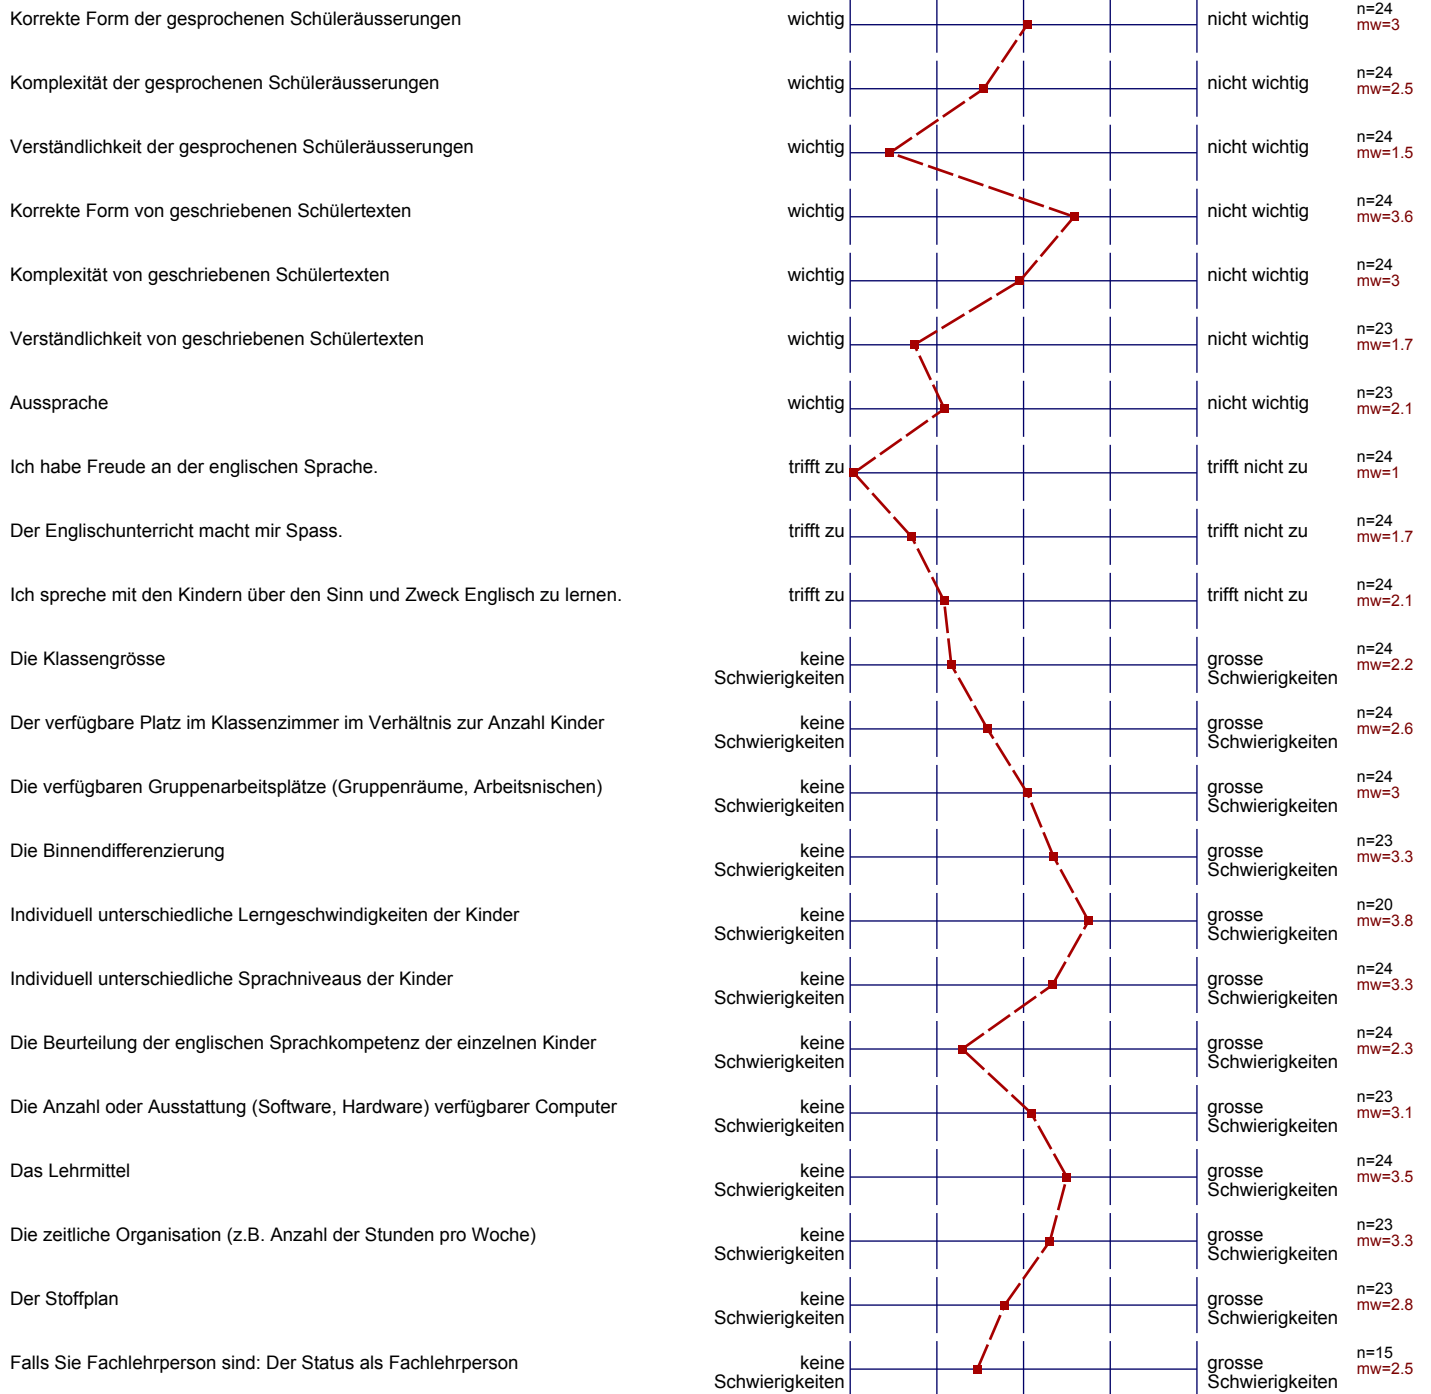 Korrekte Form der gesprochenen Schüleräusserungen wichtig nicht wichtig n=24
mw=3
Komplexität der gesprochenen Schüleräusserungen wichtig nicht wichtig n=24
mw=2.5
Verständlichkeit der gesprochenen Schüleräusserungen wichtig nicht wichtig n=24
mw=1.5
Korrekte Form von geschriebenen Schülertexten wichtig nicht wichtig n=24
mw=3.6
Komplexität von geschriebenen Schülertexten wichtig nicht wichtig n=24
mw=3
Verständlichkeit von geschriebenen Schülertexten wichtig nicht wichtig n=23
mw=1.7
Aussprache wichtig nicht wichtig n=23
mw=2.1
Ich habe Freude an der englischen Sprache. trifft zu trifft nicht zu n=24
mw=1
Der Englischunterricht macht mir Spass. trifft zu trifft nicht zu n=24
mw=1.7
Ich spreche mit den Kindern über den Sinn und Zweck Englisch zu lernen. trifft zu trifft nicht zu n=24
mw=2.1
Die Klassengrösse keine grosse n=24
Schwierigkeiten Schwierigkeiten mw=2.2
Der verfügbare Platz im Klassenzimmer im Verhältnis zur Anzahl Kinder keine grosse n=24
Schwierigkeiten Schwierigkeiten mw=2.6
Die verfügbaren Gruppenarbeitsplätze (Gruppenräume, Arbeitsnischen) keine grosse n=24
Schwierigkeiten Schwierigkeiten mw=3
Die Binnendifferenzierung keine grosse n=23
Schwierigkeiten Schwierigkeiten mw=3.3
Individuell unterschiedliche Lerngeschwindigkeiten der Kinder keine grosse n=20
Schwierigkeiten Schwierigkeiten mw=3.8
Individuell unterschiedliche Sprachniveaus der Kinder keine grosse n=24
Schwierigkeiten Schwierigkeiten mw=3.3
Die Beurteilung der englischen Sprachkompetenz der einzelnen Kinder keine grosse n=24
Schwierigkeiten Schwierigkeiten mw=2.3
Die Anzahl oder Ausstattung (Software, Hardware) verfügbarer Computer keine grosse n=23
Schwierigkeiten Schwierigkeiten mw=3.1
Das Lehrmittel keine grosse n=24
Schwierigkeiten Schwierigkeiten mw=3.5
Die zeitliche Organisation (z.B. Anzahl der Stunden pro Woche) keine grosse n=23
Schwierigkeiten Schwierigkeiten mw=3.3
Der Stoffplan keine grosse n=23
Schwierigkeiten Schwierigkeiten mw=2.8
Falls Sie Fachlehrperson sind: Der Status als Fachlehrperson keine grosse n=15
Schwierigkeiten Schwierigkeiten mw=2.5